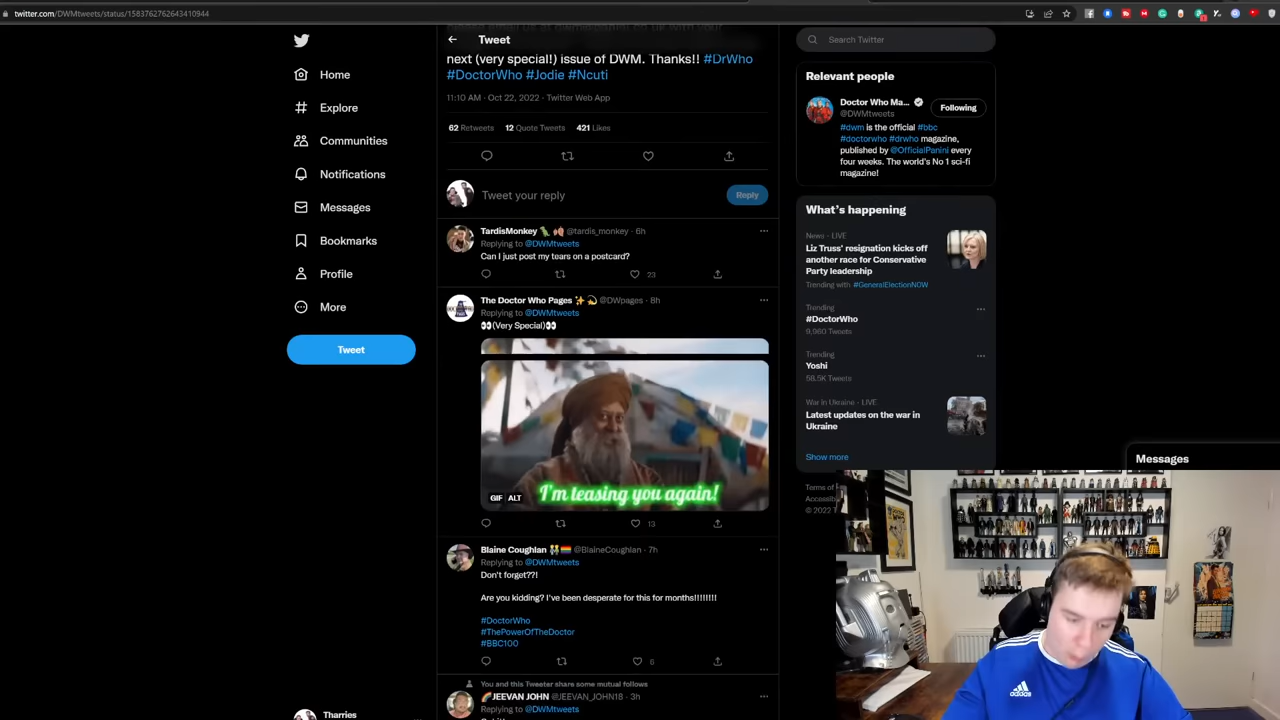 twitter.com/DWMtweets/status/1583762762643410944
Home
Explore
Communities
Notifications
Messages
Bookmarks
Profile
More
Tweet
Tharries
Tweet
next (very special!) issue of DWM. Thanks!! #DrWho
#DoctorWho #Jodie #Ncuti
11:10 AM · Oct 22, 2022 · Twitter Web App
62 Retweets 12 Quote Tweets 421 Likes
Tweet your reply
Reply
TardisMonkey @tardis_monkey · 6h
Replying to @DWMtweets
Can I just post my tears on a postcard?
23
The Doctor Who Pages @DWpages · 8h
Replying to @DWMtweets
(Very Special)
I'm leasing you again!
GIF ALT
13
Blaine Coughlan @BlaineCoughlan · 7h
Replying to @DWMtweets
Don't forget??!
Are you kidding? I've been desperate for this for months!!!!!!!!
#DoctorWho
#ThePowerOfTheDoctor
#BBC100
6
You and this Tweeter share some mutual follows
JEEVAN JOHN @JEEVAN_JOHN18 · 3h
Replying to @DWMtweets
Search Twitter
Relevant people
Doctor Who Ma...
Following
@DWMtweets
#dwm is the official #bbc
#doctorwho #drwho magazine,
published by @OfficialPanini every
four weeks. The world's No 1 sci-fi
magazine!
What's happening
News · LIVE
Liz Truss' resignation kicks off
another race for Conservative
Party leadership
Trending with #GeneralElectionNOW
Trending
#DoctorWho
9,960 Tweets
Trending
Yoshi
58.5K Tweets
War in Ukraine · LIVE
Latest updates on the war in
Ukraine
Show more
Terms of
Accessib
© 2022
Messages
adidas